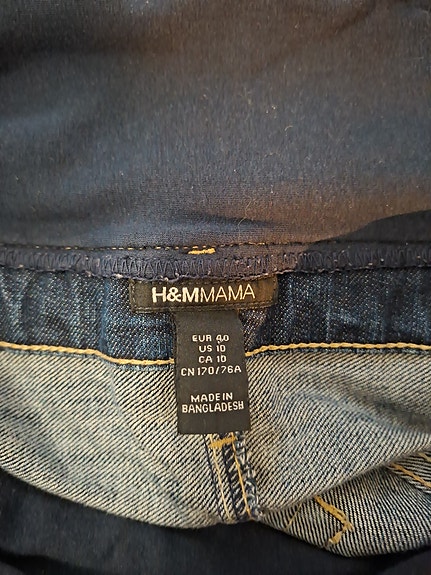 H&MMAMA
EUR 40
US 10
CA 10
CN 170/76A
MADE IN
BANGLADESH